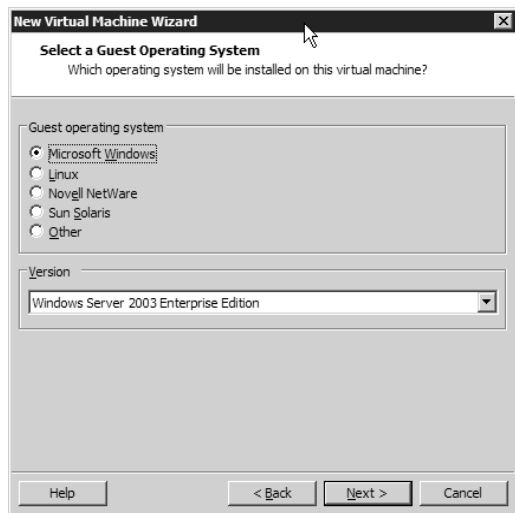 New Virtual Machine Wizard
Select a Guest Operating System
Which operating system will be installed on this virtual machine?
Guest operating system
Microsoft Windows
Linux
Novell NetWare
Sun Solaris
Other
Version
Windows Server 2003 Enterprise Edition
Help
< Back
Next >
Cancel